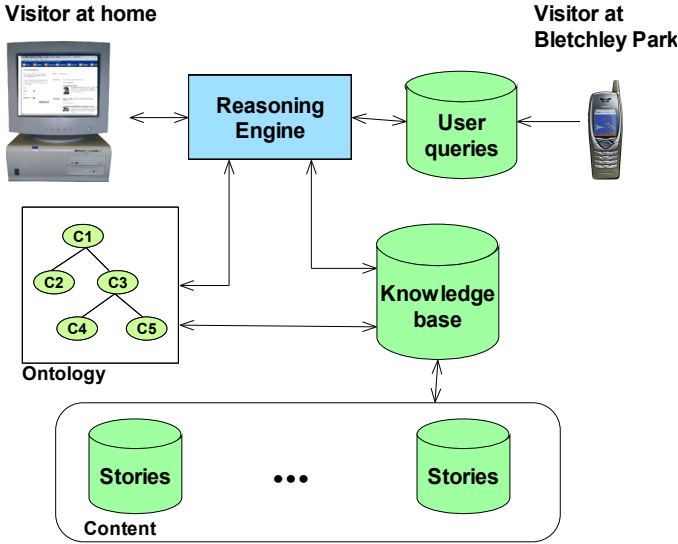 Visitor at home
Visitor at
Bletchley Park
Reasoning
Engine
User
queries
C1
C2
C3
C4
C5
Ontology
Knowledge
base
Stories
...
Stories
Content